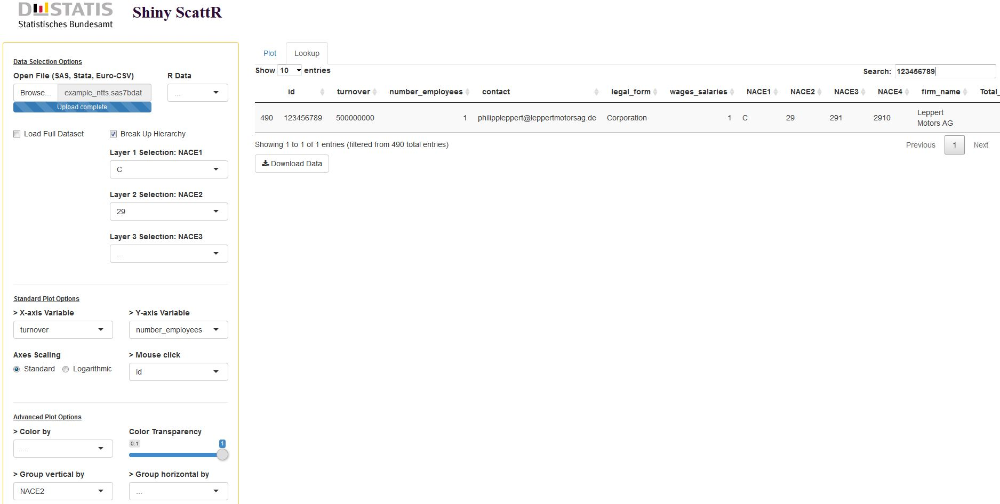 DESTATIS
Statistisches Bundesamt
Shiny ScattR
Data Selection Options
Open File (SAS, Stata, Euro-CSV)
R Data
Browse...
example_ntts.sas7bdat
...
Upload complete
Load Full Dataset
Break Up Hierarchy
Layer 1 Selection: NACE1
C
Layer 2 Selection: NACE2
29
Layer 3 Selection: NACE3
...
Standard Plot Options
> X-axis Variable
> Y-axis Variable
turnover
number_employees
Axes Scaling
> Mouse click
Standard
Logarithmic
id
Advanced Plot Options
> Color by
Color Transparency
...
0.1
1
> Group vertical by
> Group horizontal by
NACE2
...
Plot
Lookup
Show 10 entries
Search: 123456789
id turnover number_employees contact legal_form wages_salaries NACE1 NACE2 NACE3 NACE4 firm_name Total_
490 123456789 500000000 1 philippleppert@leppertmotorsag.de Corporation 1 C 29 291 2910 Leppert
Motors AG
Showing 1 to 1 of 1 entries (filtered from 490 total entries)
Previous 1 Next
Download Data